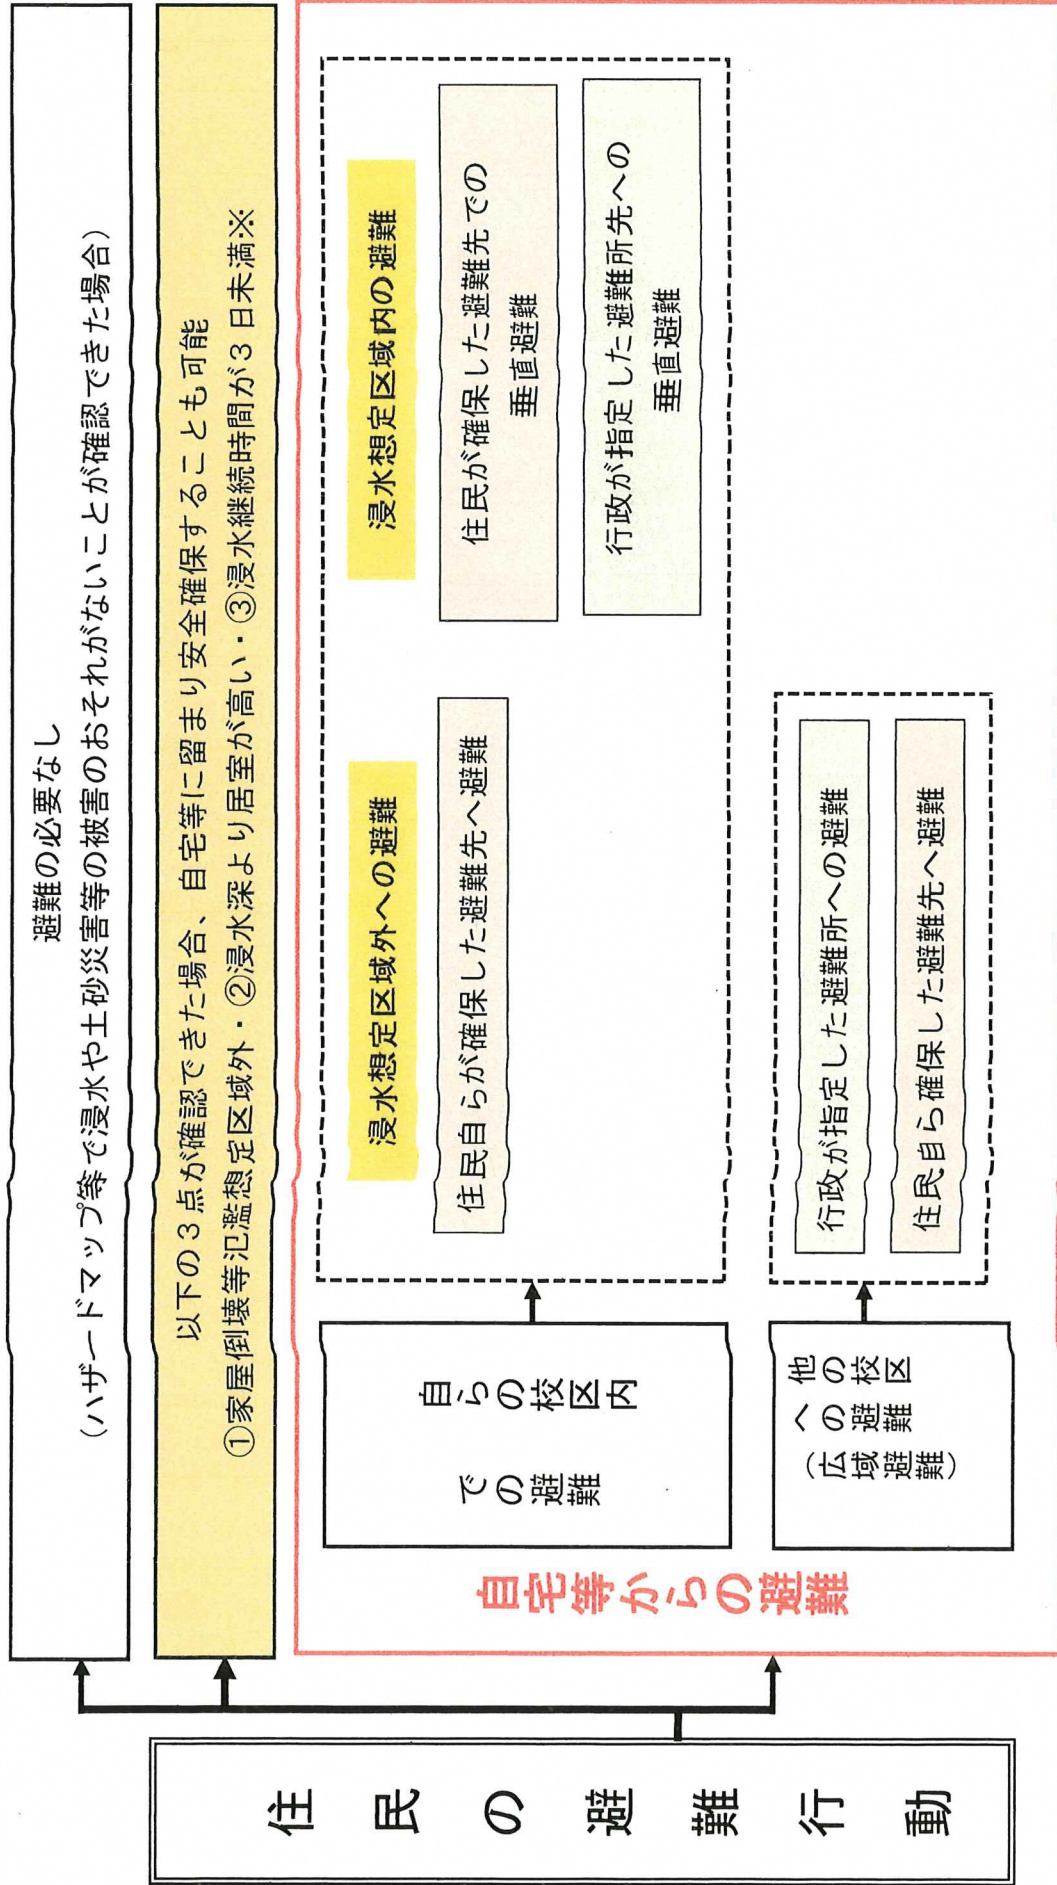 住民の避難行動
避難の必要なし
（ハザードマップ等で浸水や土砂災害等の被害のおそれがないことが確認できた場合）
以下の３点が確認できた場合、自宅等に留まり安全確保することも可能
①家屋倒壊等氾濫想定区域外・②浸水深より居室が高い・③浸水継続時間が３日未満※
自宅等からの避難
自らの校区内
での避難
浸水想定区域外への避難
住民自らが確保した避難先へ避難
浸水想定区域内の避難
住民が確保した避難先での
垂直避難
行政が指定した避難所先への
垂直避難
他の校区
への避難
（広域避難）
行政が指定した避難所への避難
住民自ら確保した避難先へ避難